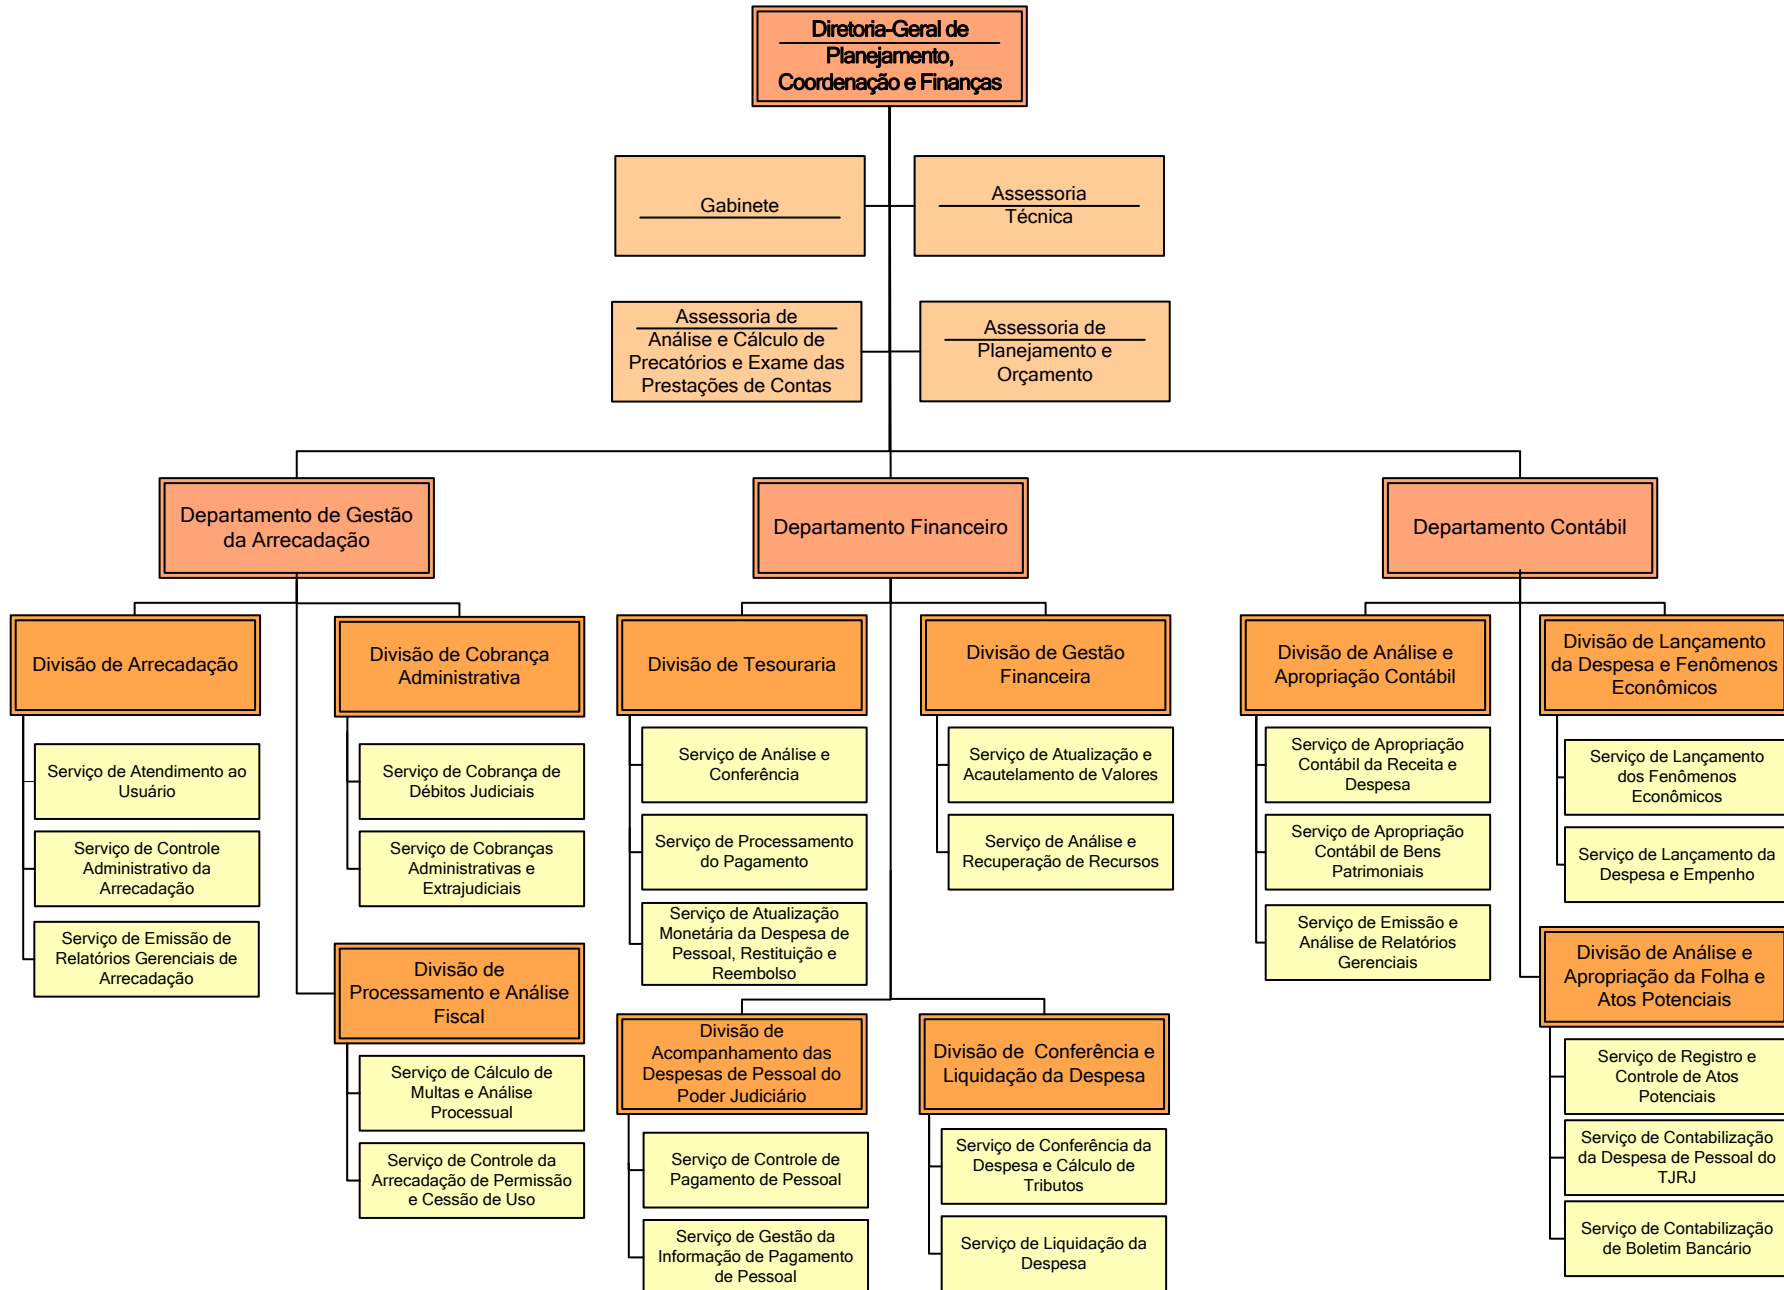 Diretoria-Geral de
Planejamento,
Coordenação e Finanças
Gabinete
Assessoria
Técnica
Assessoria de
Análise e Cálculo de
Precatórios e Exame das
Prestações de Contas
Assessoria de
Planejamento e
Orçamento
Departamento de Gestão
da Arrecadação
Departamento Financeiro
Departamento Contábil
Divisão de Arrecadação
Serviço de Atendimento ao
Usuário
Serviço de Controle
Administrativo da
Arrecadação
Serviço de Emissão de
Relatórios Gerenciais de
Arrecadação
Divisão de Cobrança
Administrativa
Serviço de Cobrança de
Débitos Judiciais
Serviço de Cobranças
Administrativas e
Extrajudiciais
Divisão de
Processamento e Análise
Fiscal
Serviço de Cálculo de
Multas e Análise
Processual
Serviço de Controle da
Arrecadação de Permissão
e Cessão de Uso
Divisão de Tesouraria
Serviço de Análise e
Conferência
Serviço de Processamento
do Pagamento
Serviço de Atualização
Monetária da Despesa de
Pessoal, Restituição e
Reembolso
Divisão de Gestão
Financeira
Serviço de Atualização e
Acautelamento de Valores
Serviço de Análise e
Recuperação de Recursos
Divisão de
Acompanhamento das
Despesas de Pessoal do
Poder Judiciário
Serviço de Controle de
Pagamento de Pessoal
Serviço de Gestão da
Informação de Pagamento
de Pessoal
Divisão de  Conferência e
Liquidação da Despesa
Serviço de Conferência da
Despesa e Cálculo de
Tributos
Serviço de Liquidação da
Despesa
Divisão de Análise e
Apropriação Contábil
Serviço de Apropriação
Contábil da Receita e
Despesa
Serviço de Apropriação
Contábil de Bens
Patrimoniais
Serviço de Emissão e
Análise de Relatórios
Gerenciais
Divisão de Lançamento
da Despesa e Fenômenos
Econômicos
Serviço de Lançamento
dos Fenômenos
Econômicos
Serviço de Lançamento da
Despesa e Empenho
Divisão de Análise e
Apropriação da Folha e
Atos Potenciais
Serviço de Registro e
Controle de Atos
Potenciais
Serviço de Contabilização
da Despesa de Pessoal do
TJRJ
Serviço de Contabilização
de Boletim Bancário